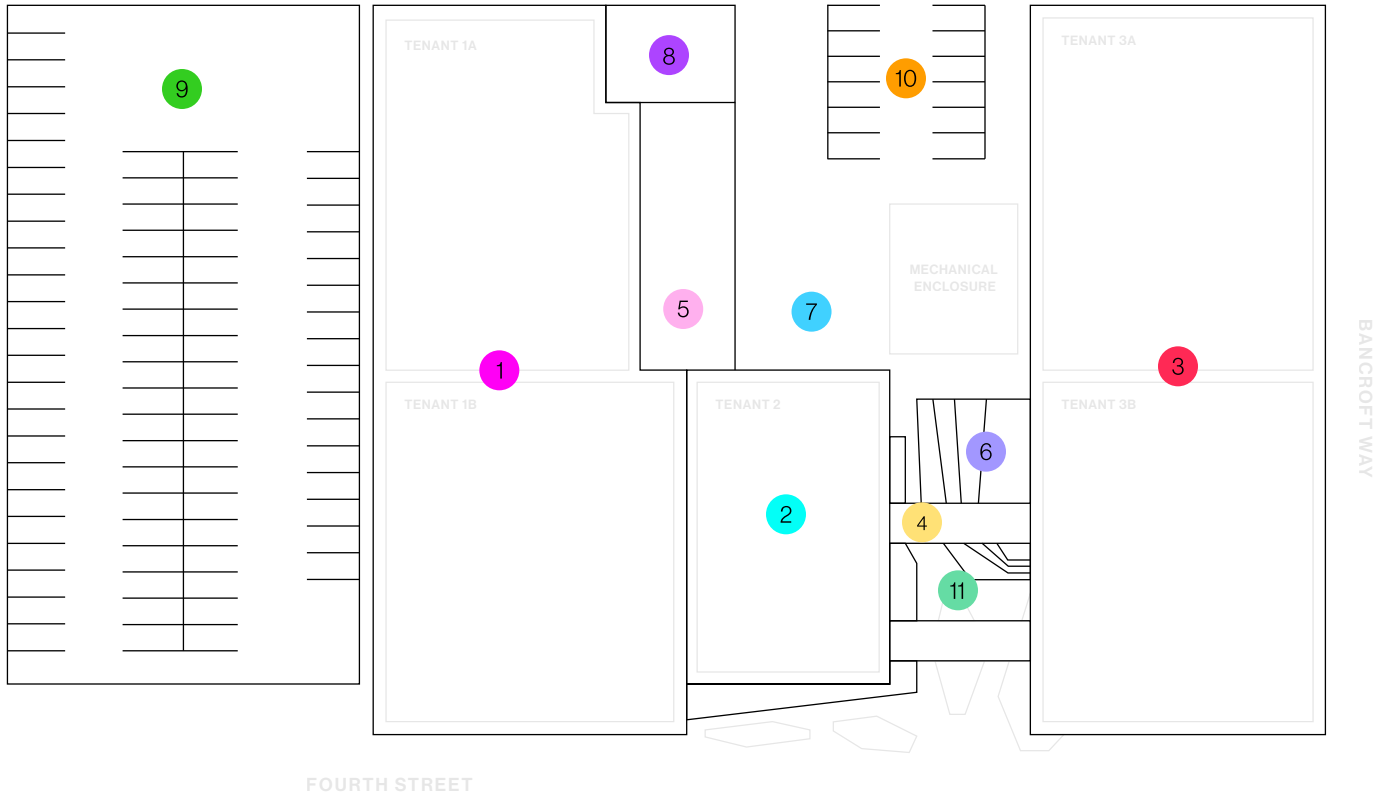 TENANT 1A
8
TENANT 3A
10
9
MECHANICAL
ENCLOSURE
5
7
1
3
BANCROFT WAY
TENANT 1B
TENANT 2
TENANT 3B
6
2
4
11
FOURTH STREET